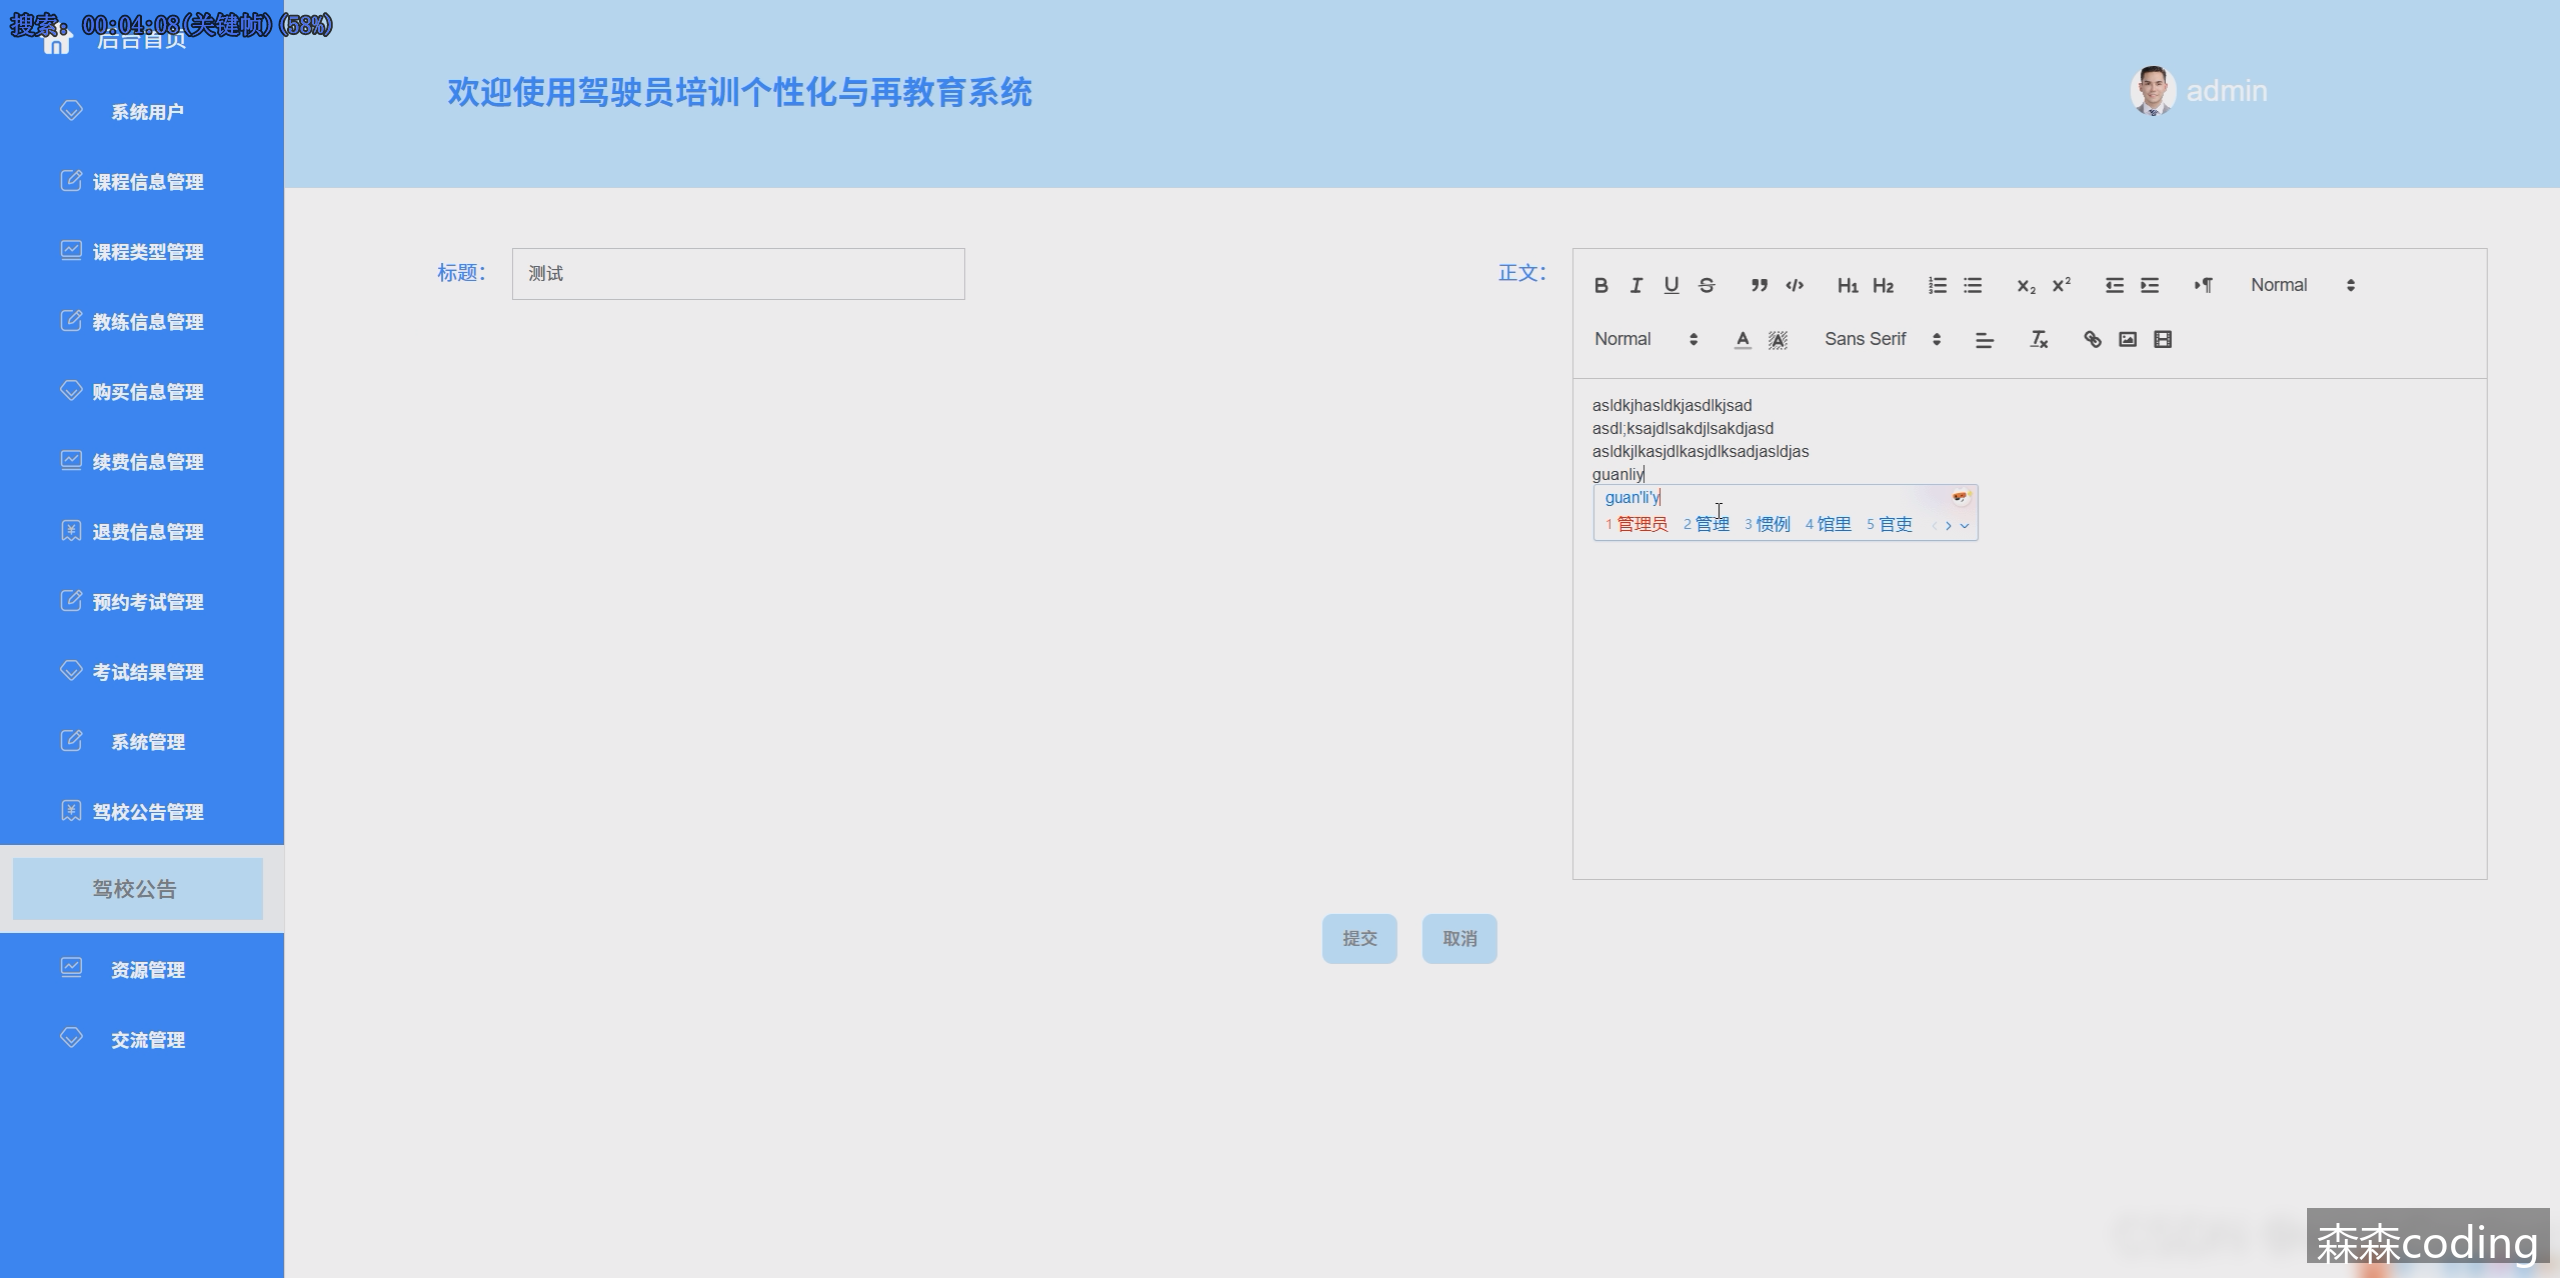 搜索: 00:04:08(关键帧) (58%)
后台首页
系统用户
课程信息管理
课程类型管理
教练信息管理
购买信息管理
续费信息管理
退费信息管理
预约考试管理
考试结果管理
系统管理
驾校公告管理
驾校公告
资源管理
交流管理
欢迎使用驾驶员培训个性化与再教育系统
admin
标题：
测试
正文：
B I U S H1 H2 x₂ x² Normal
Normal A A Sans Serif
asldkjhasldkjasdlkjsad
asdl;ksajdlsakdjlsakdjasd
asldkjlkasjdlkasjdlksadjasldjas
guanliy
guan'li'y
1 管理员 2 管理 3 惯例 4 馆里 5 官吏
提交 取消
森森coding